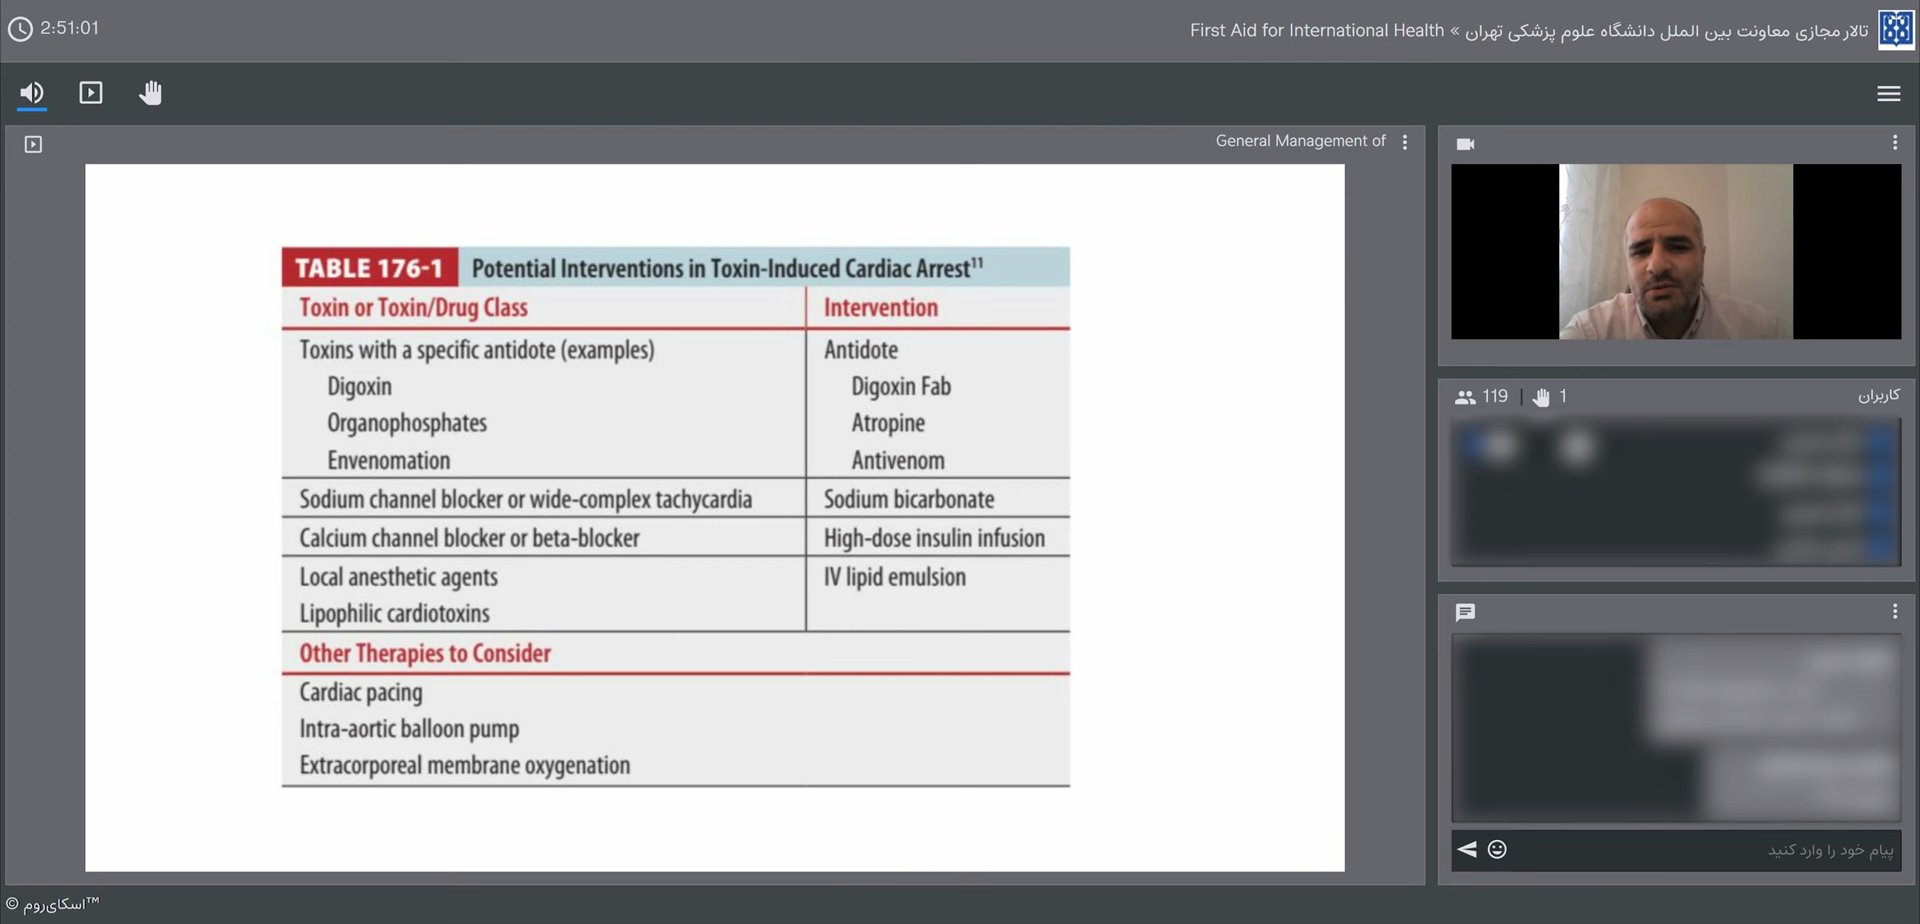 2:51:01
تالار مجازی معاونت بین الملل دانشگاه علوم پزشکی تهران » First Aid for International Health
General Management of
TABLE 176-1 Potential Interventions in Toxin-Induced Cardiac Arrest11
Toxin or Toxin/Drug Class Intervention
Toxins with a specific antidote (examples) Antidote
Digoxin Digoxin Fab
Organophosphates Atropine
Envenomation Antivenom
Sodium channel blocker or wide-complex tachycardia Sodium bicarbonate
Calcium channel blocker or beta-blocker High-dose insulin infusion
Local anesthetic agents IV lipid emulsion
Lipophilic cardiotoxins
Other Therapies to Consider
Cardiac pacing
Intra-aortic balloon pump
Extracorporeal membrane oxygenation
119 | 1 کاربران
پیام خود را وارد کنید
© اسکای‌روم™